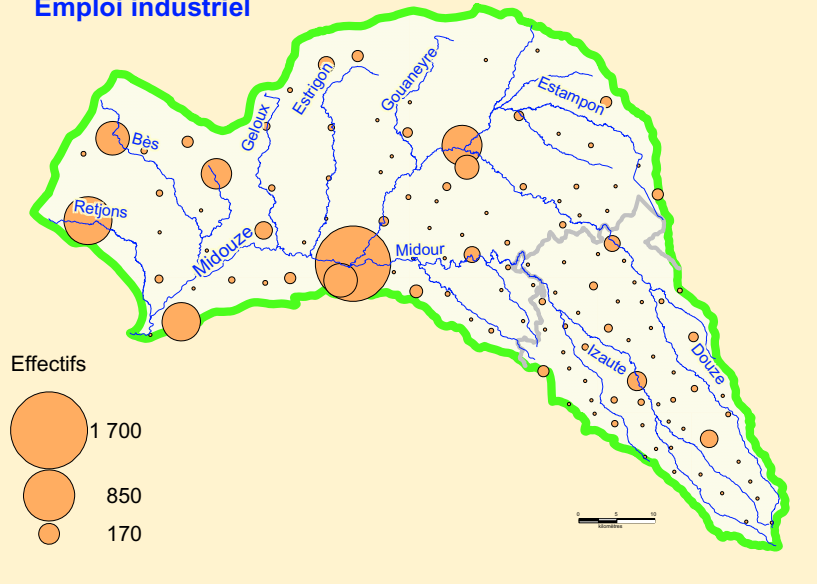 Emploi industriel
Estampon
Gouaneyre
Estrigon
Geloux
Bès
Retjons
Midouze
Midour
Izaute
Douze
Effectifs
1 700
850
170
0 5 10
kilomètres